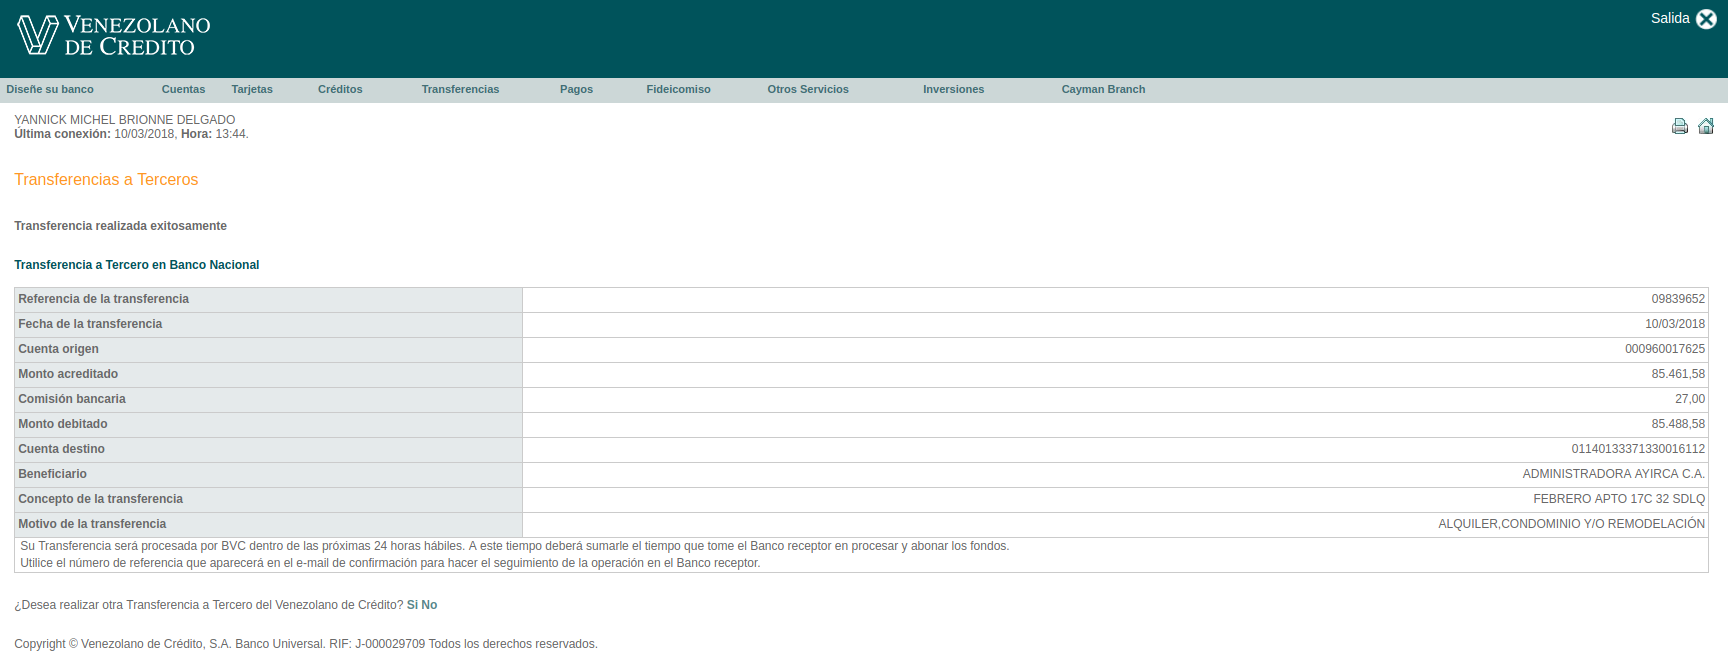 VENEZOLANO
DE CREDITO
Salida
Diseñe su banco Cuentas Tarjetas Créditos Transferencias Pagos Fideicomiso Otros Servicios Inversiones Cayman Branch
YANNICK MICHEL BRIONNE DELGADO
Última conexión: 10/03/2018, Hora: 13:44.
Transferencias a Terceros
Transferencia realizada exitosamente
Transferencia a Tercero en Banco Nacional
Referencia de la transferencia 09839652
Fecha de la transferencia 10/03/2018
Cuenta origen 000960017625
Monto acreditado 85.461,58
Comisión bancaria 27,00
Monto debitado 85.488,58
Cuenta destino 01140133371330016112
Beneficiario ADMINISTRADORA AYIRCA C.A.
Concepto de la transferencia FEBRERO APTO 17C 32 SDLQ
Motivo de la transferencia ALQUILER,CONDOMINIO Y/O REMODELACIÓN
Su Transferencia será procesada por BVC dentro de las próximas 24 horas hábiles. A este tiempo deberá sumarle el tiempo que tome el Banco receptor en procesar y abonar los fondos.
Utilice el número de referencia que aparecerá en el e-mail de confirmación para hacer el seguimiento de la operación en el Banco receptor.
¿Desea realizar otra Transferencia a Tercero del Venezolano de Crédito? Si No
Copyright © Venezolano de Crédito, S.A. Banco Universal. RIF: J-000029709 Todos los derechos reservados.